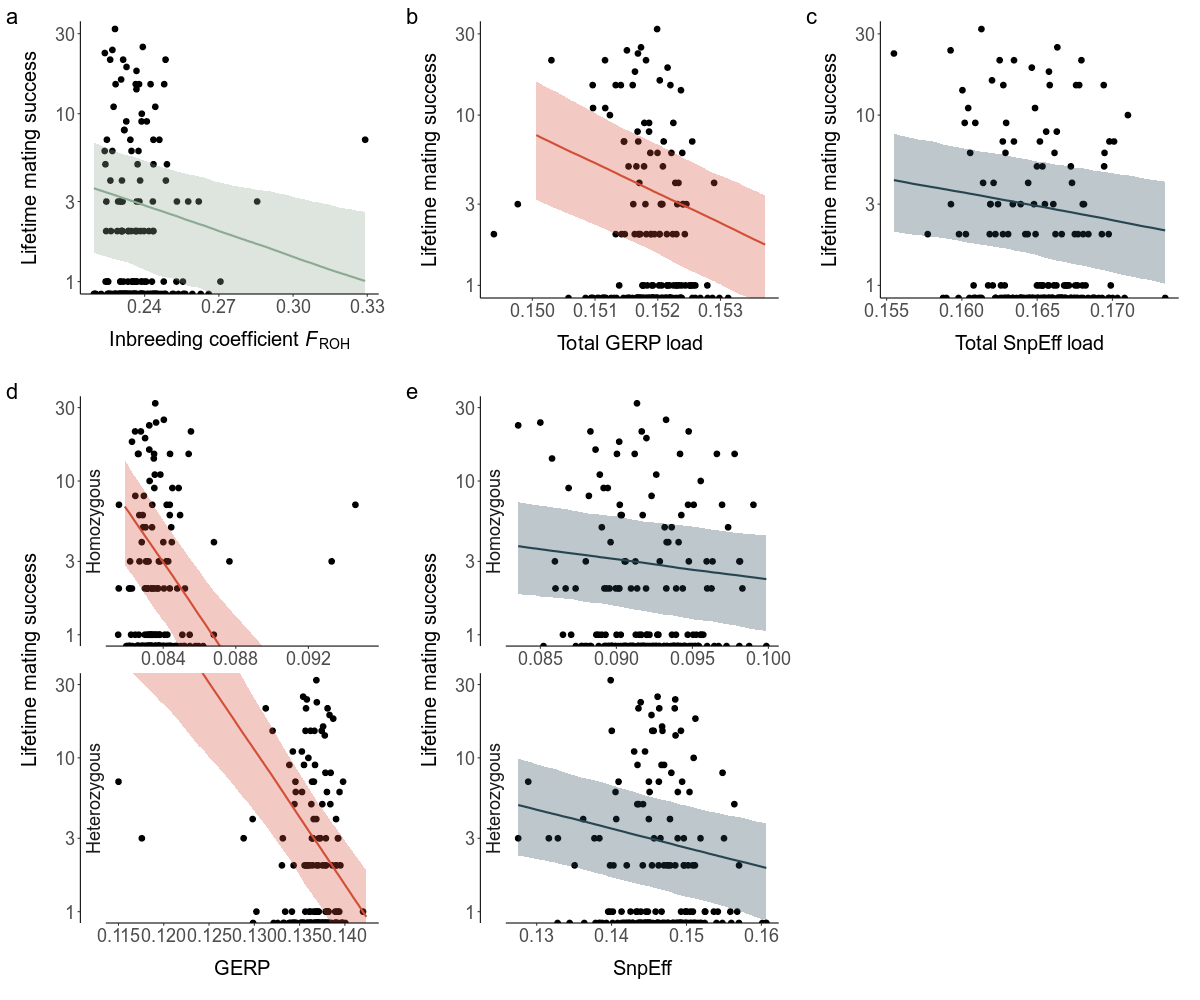 a
Lifetime mating success
30
10
3
1
0.24 0.27 0.30 0.33
Inbreeding coefficient F_ROH
b
Lifetime mating success
30
10
3
1
0.150 0.151 0.152 0.153
Total GERP load
c
Lifetime mating success
30
10
3
1
0.155 0.160 0.165 0.170
Total SnpEff load
d
Lifetime mating success
Homozygous
30
10
3
1
0.084 0.088 0.092
Heterozygous
30
10
3
1
0.115 0.120 0.125 0.130 0.135 0.140
GERP
e
Lifetime mating success
Homozygous
30
10
3
1
0.085 0.090 0.095 0.100
Heterozygous
30
10
3
1
0.13 0.14 0.15 0.16
SnpEff